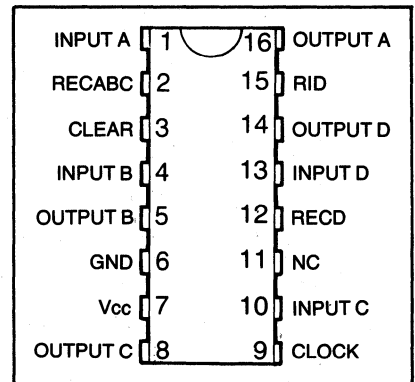 INPUT A 1 16 OUTPUT A
RECABC 2 15 RID
CLEAR 3 14 OUTPUT D
INPUT B 4 13 INPUT D
OUTPUT B 5 12 RECD
GND 6 11 NC
Vcc 7 10 INPUT C
OUTPUT C 8 9 CLOCK